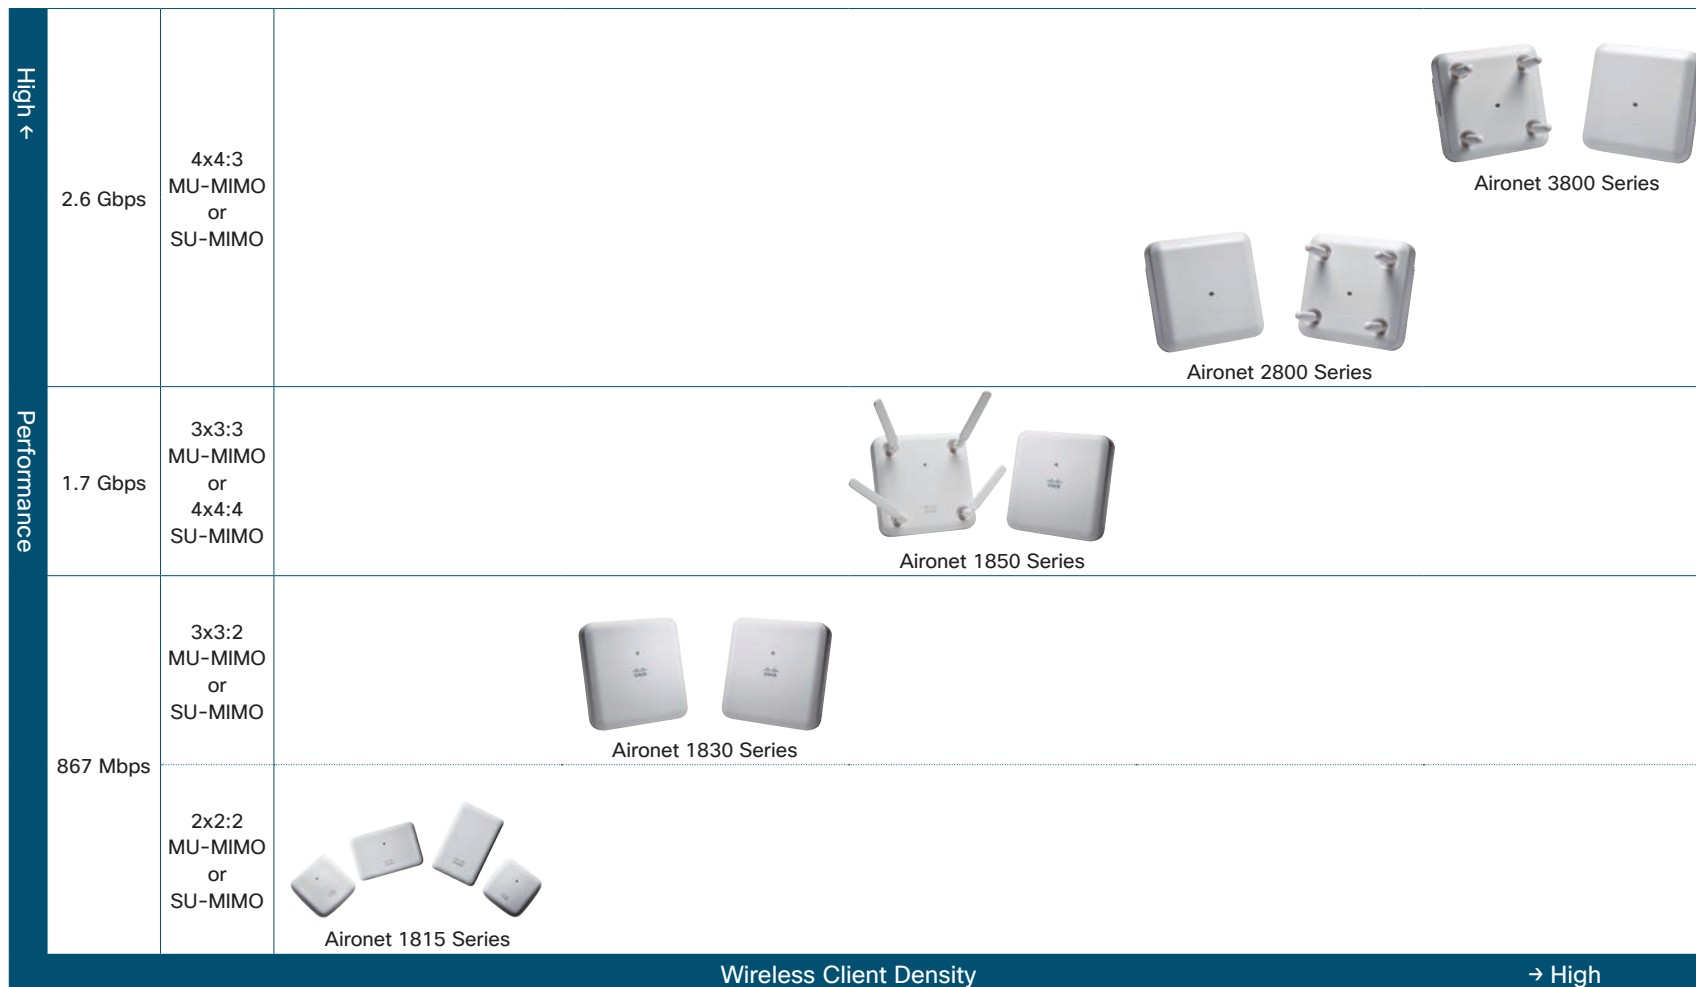 High ↑
2.6 Gbps
4x4:3
MU-MIMO
or
SU-MIMO
Aironet 3800 Series
Aironet 2800 Series
Performance
1.7 Gbps
3x3:3
MU-MIMO
or
4x4:4
SU-MIMO
Aironet 1850 Series
867 Mbps
3x3:2
MU-MIMO
or
SU-MIMO
Aironet 1830 Series
2x2:2
MU-MIMO
or
SU-MIMO
Aironet 1815 Series
Wireless Client Density
→ High